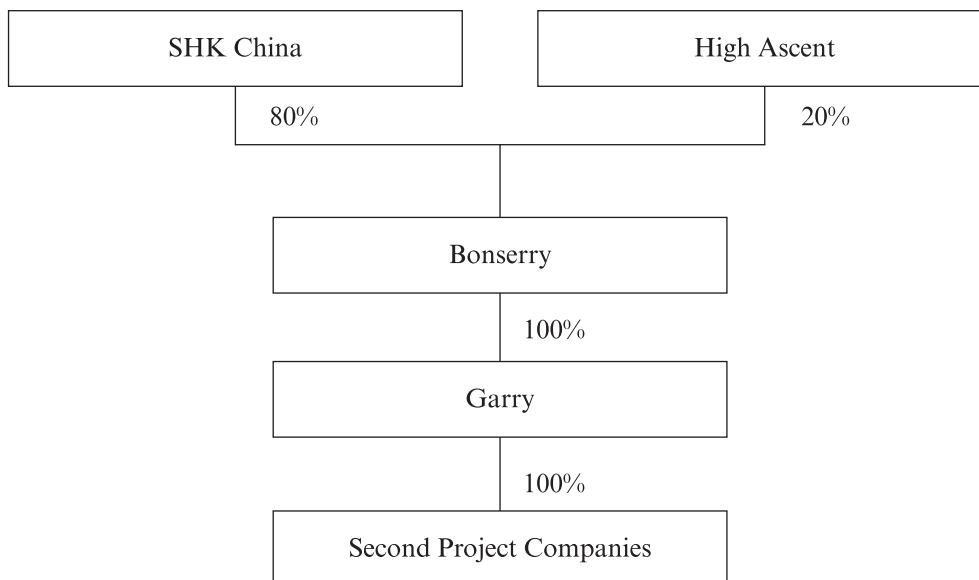 SHK China
High Ascent
80%
20%
Bonserry
100%
Garry
100%
Second Project Companies